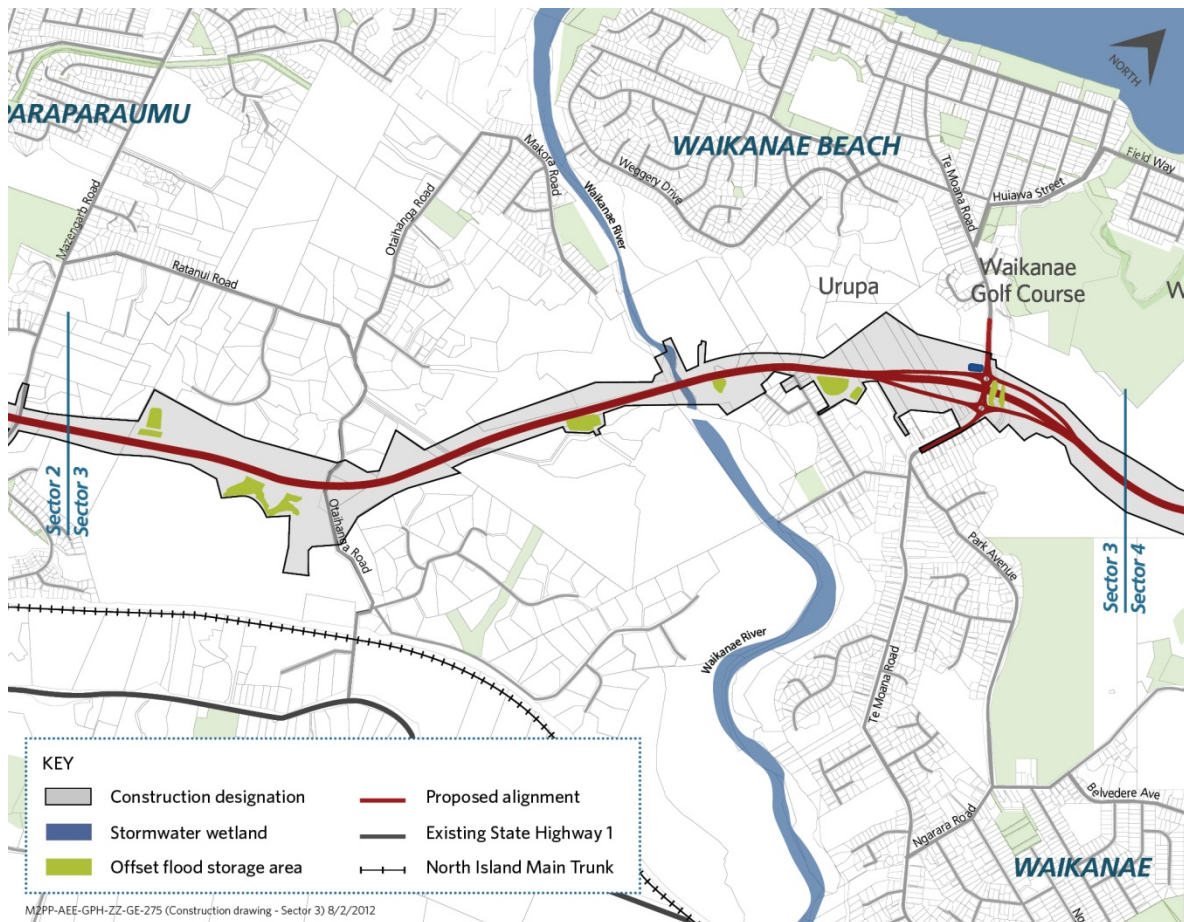 NORTH
PARAPARAUMU
WAIKANAE BEACH
Field Way
Makora Road
Weggery Drive
Te Moana Road
Huiawa Street
Mazengarb Road
Otaihanga Road
Waikanae River
Ratanui Road
Urupa
Waikanae
Golf Course
W
Sector 2
Sector 3
Otaihanga Road
Park Avenue
Sector 3
Sector 4
Waikanae River
Te Moana Road
Belvedere Ave
Ngarara Road
WAIKANAE
No
KEY
Construction designation
Proposed alignment
Stormwater wetland
Existing State Highway 1
Offset flood storage area
North Island Main Trunk
M2PP-AEE-GPH-ZZ-GE-275 (Construction drawing - Sector 3) 8/2/2012